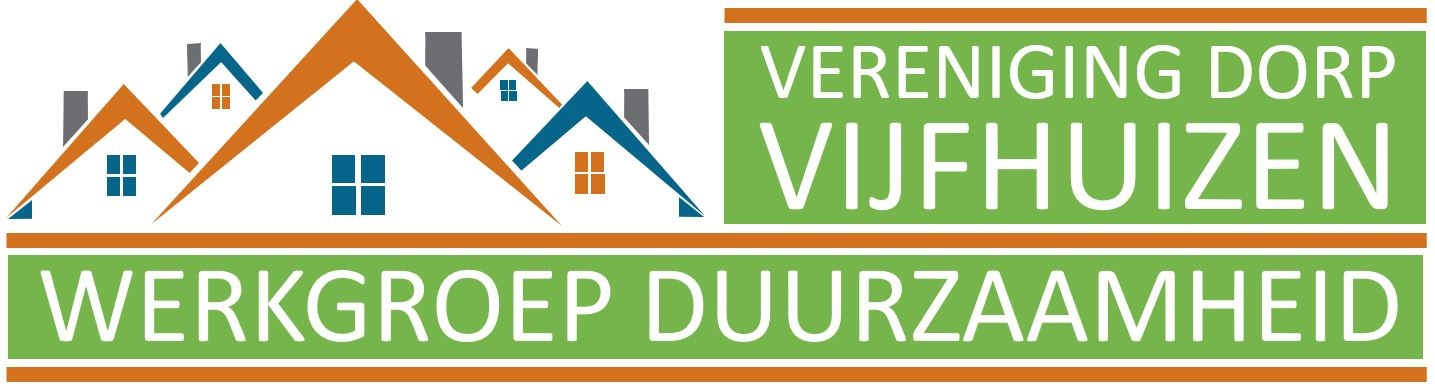 VERENIGING DORP
VIJFHUIZEN
WERKGROEP DUURZAAMHEID